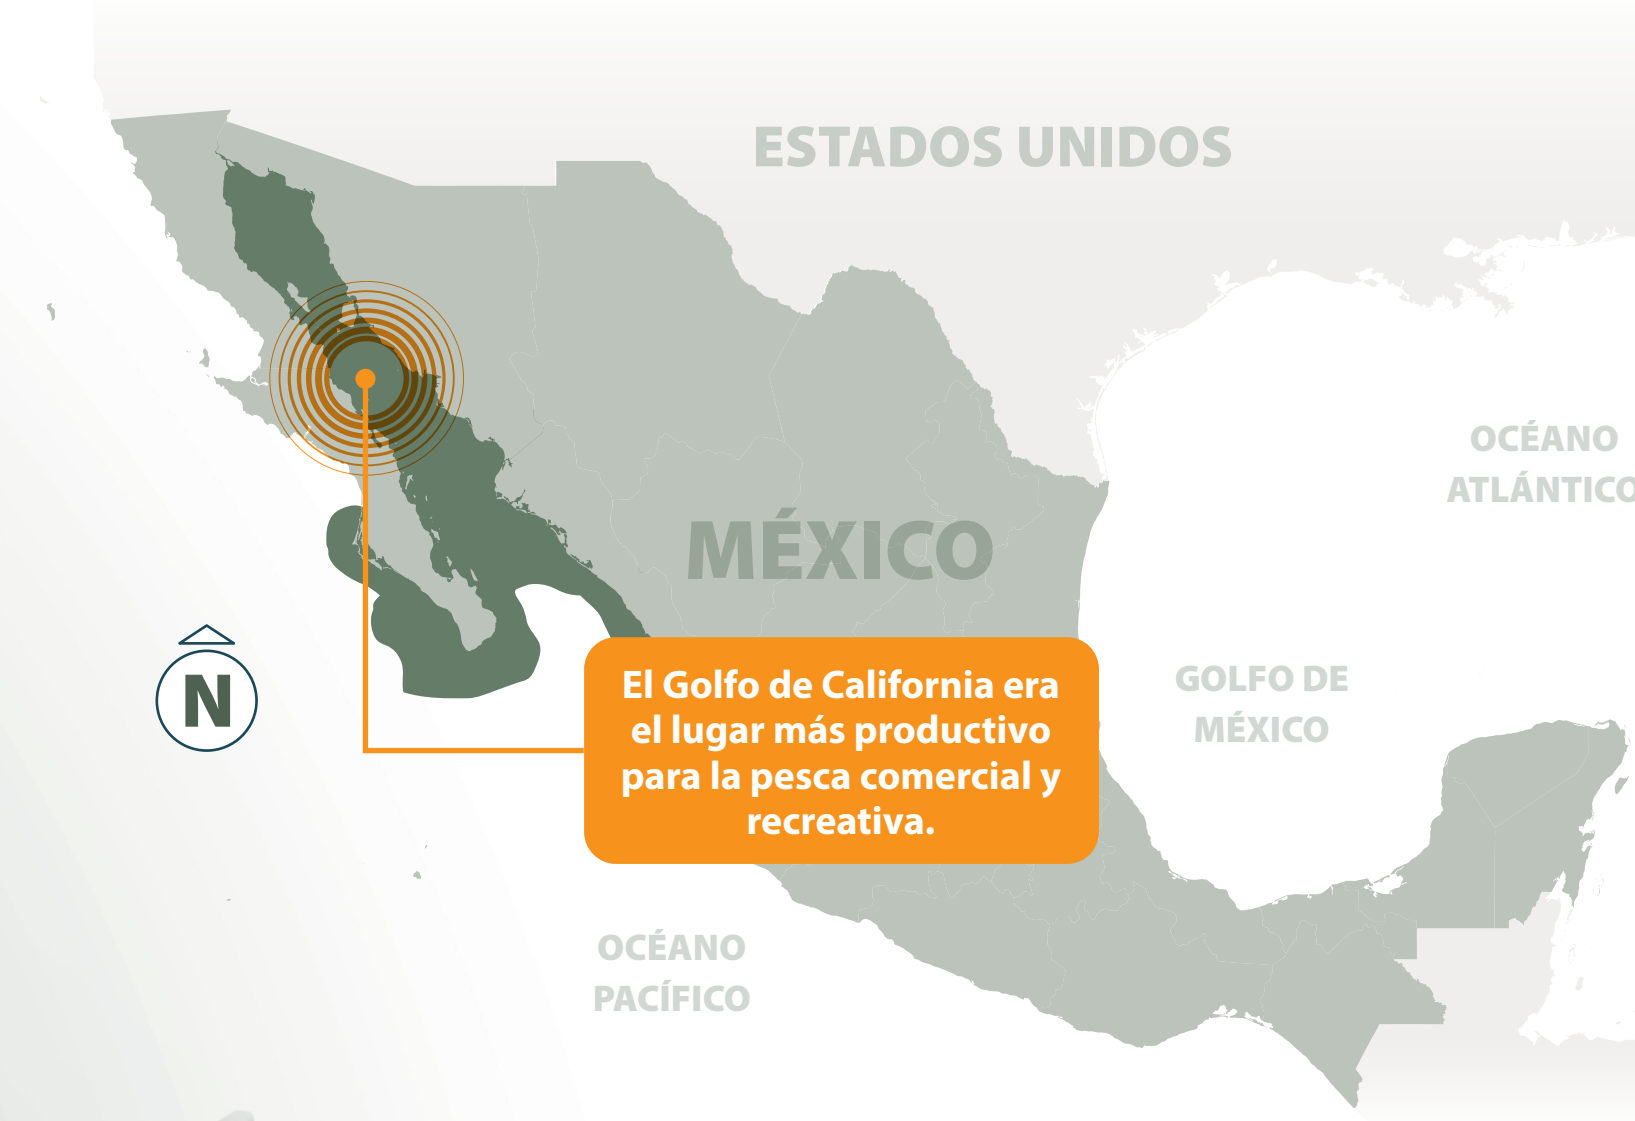 ESTADOS UNIDOS
OCÉANO
ATLÁNTICO
MÉXICO
N
El Golfo de California era
el lugar más productivo
para la pesca comercial y
recreativa.
GOLFO DE
MÉXICO
OCÉANO
PACÍFICO